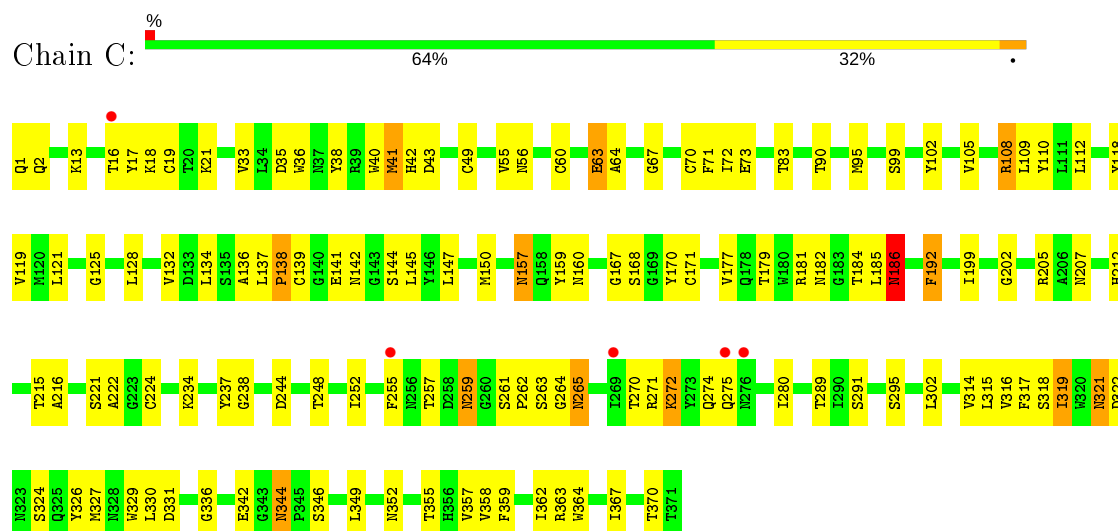 %
Chain C:
64%
32%
•
Q1 Q2 K13 T16 Y17 K18 C19 T20 K21 V33 L34 D35 W36 N37 Y38 R39 W40 M41 H42 D43 C49 V55 N56 C60 E63 A64 G67 C70 F71 I72 E73 T83 T90 M95 S99 Y102 V105 R108 L109 Y110 L111 L112 Y118
V119 M120 L121 G125 L128 V132 D133 L134 S135 A136 L137 P138 C139 G140 E141 N142 G143 S144 L145 Y146 L147 M150 N157 Q158 Y159 N160 G167 S168 G169 Y170 C171 V177 Q178 T179 W180 R181 N182 G183 T184 L185 N186 F192 I199 G202 R205 A206 N207 H212
T215 A216 S221 A222 G223 C224 K234 Y237 G238 D244 T248 I252 F255 N256 T257 D258 N259 G260 S261 P262 S263 G264 N265 I269 T270 R271 K272 Y273 Q274 Q275 N276 I280 T289 I290 S291 S295 L302 V314 L315 V316 F317 S318 I319 W320 N321 D322
N323 S324 Q325 Y326 M327 N328 W329 L330 D331 G336 E342 G343 N344 P345 S346 L349 N352 T355 H356 V357 V358 F359 I362 R363 W364 I367 T370 T371